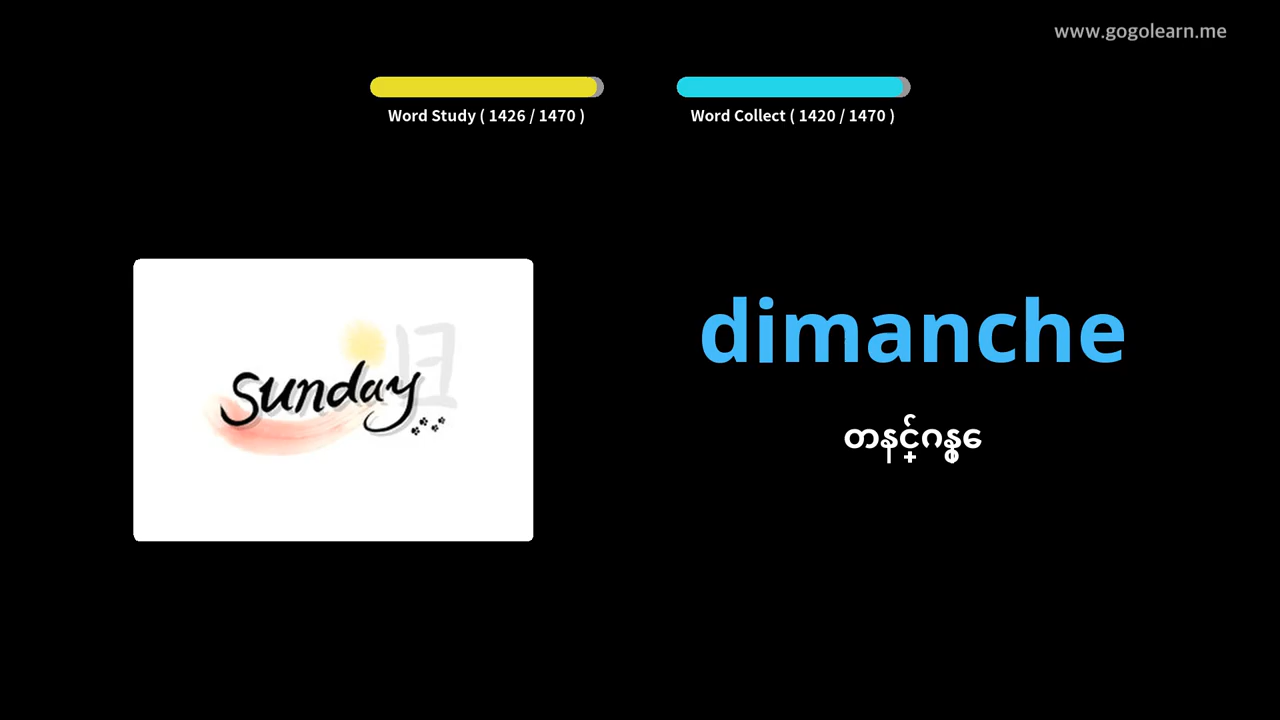 www.gogolearn.me
Word Study ( 1426 / 1470 )
Word Collect ( 1420 / 1470 )
Sunday
dimanche
တနင်္ဂနွေ